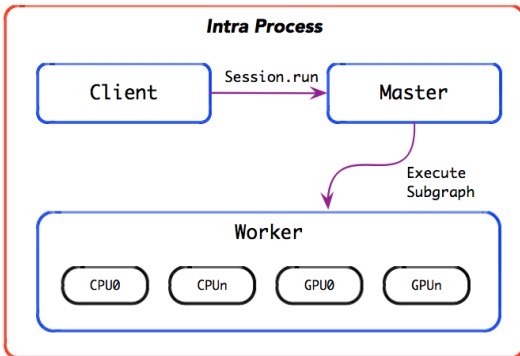 Intra Process
Session.run
Client
Master
Execute
Subgraph
Worker
CPU0
CPUn
GPU0
GPUn